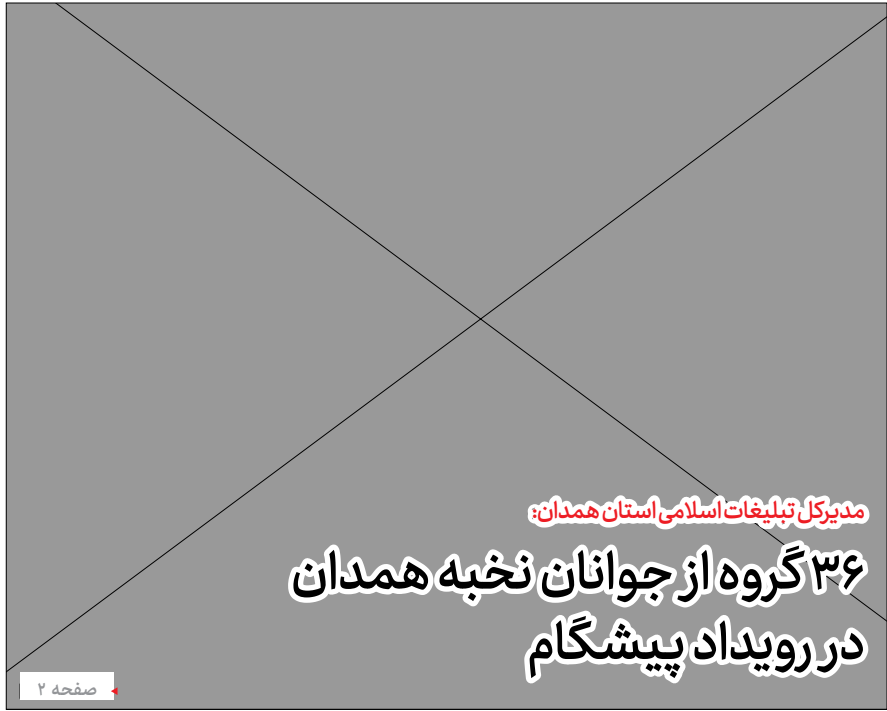 مدیرکل تبلیغات اسلامی استان همدان؛
۳۶ گروه از جوانان نخبه همدان
در رویداد پیشگام
صفحه ۲